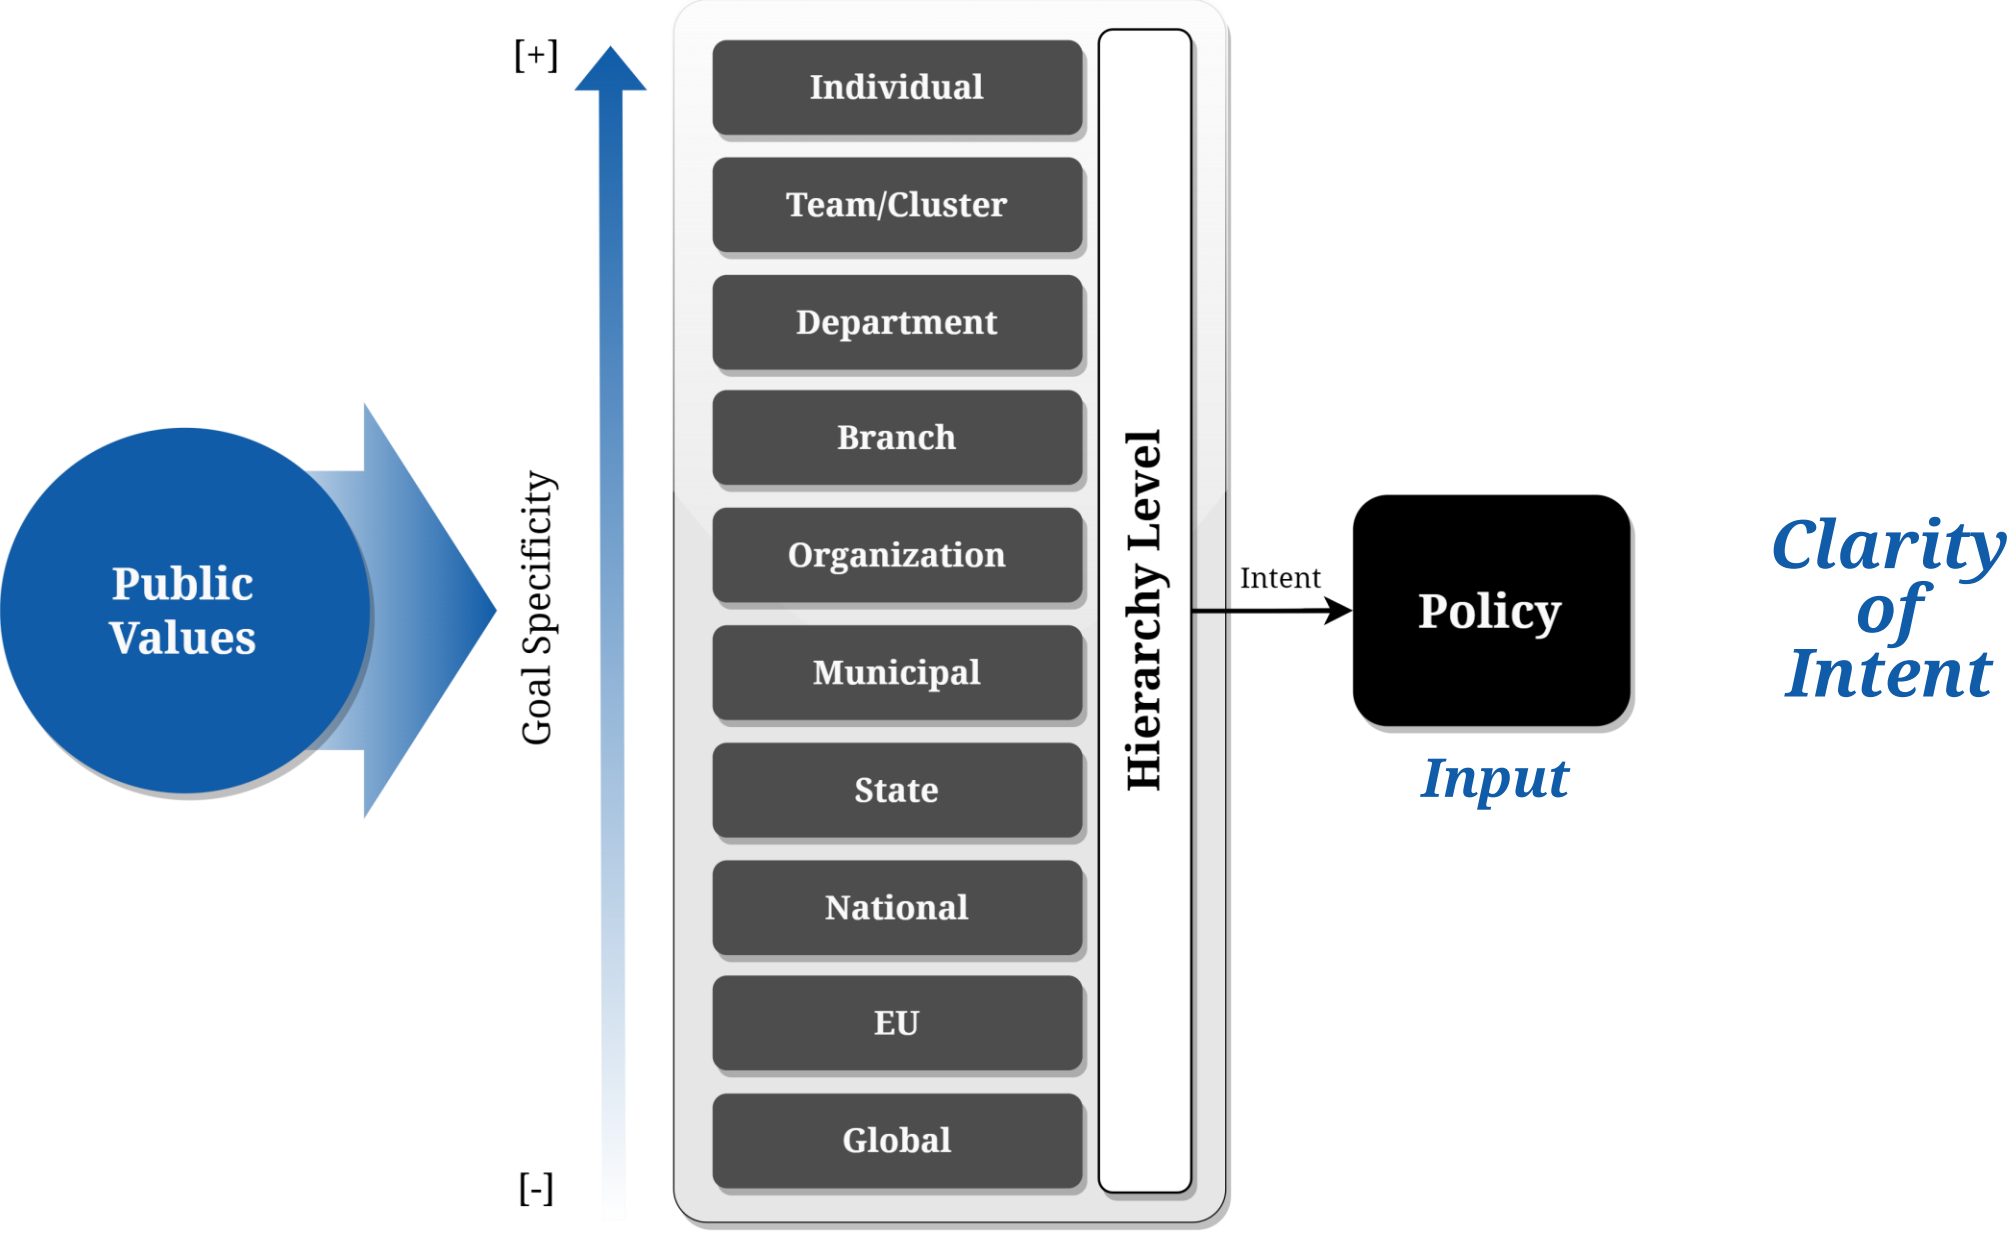 Public
Values
[+]
Goal Specificity
[-]
Individual
Team/Cluster
Department
Branch
Organization
Municipal
State
National
EU
Global
Hierarchy Level
Intent
Policy
Input
Clarity
of
Intent